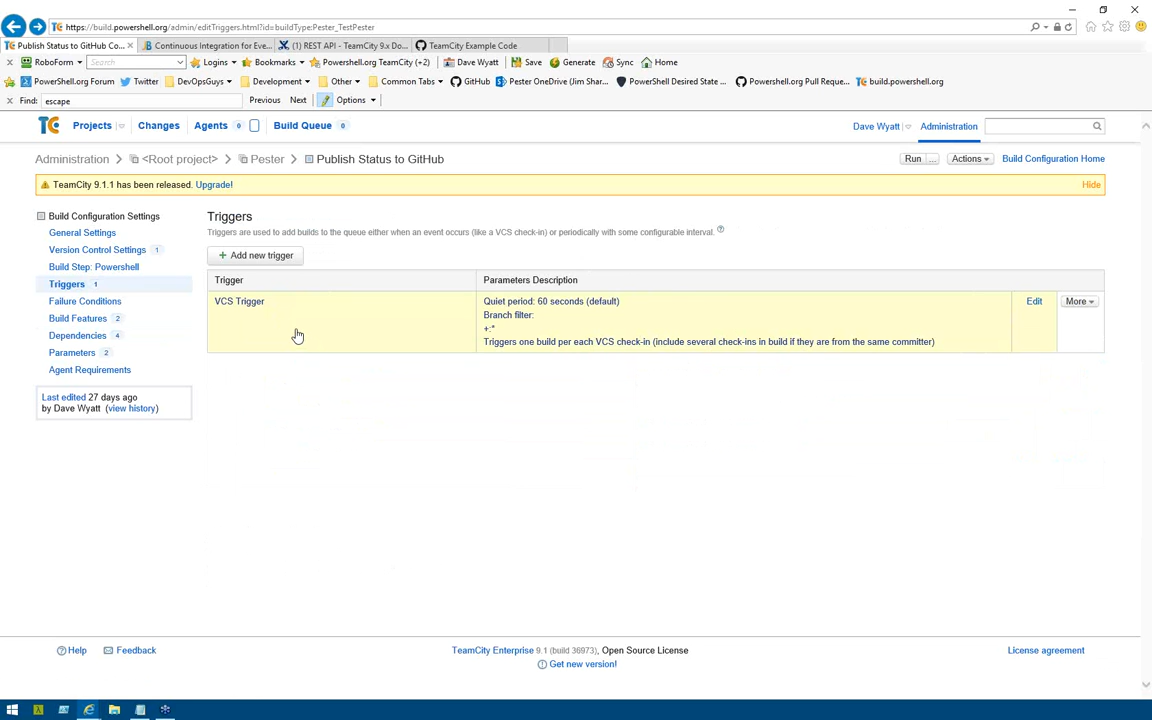 https://build.powershell.org/admin/editTriggers.html?id=buildType:Pester_TestPester
Publish Status to GitHub Co...
Continuous Integration for Eve...
(1) REST API - TeamCity 9.x Do...
TeamCity Example Code
RoboForm
Search
Logins
Bookmarks
Powershell.org TeamCity (+2)
Dave Wyatt
Save
Generate
Sync
Home
PowerShell.org Forum
Twitter
DevOpsGuys
Development
Other
Common Tabs
GitHub
Pester OneDrive (Jim Shar...
PowerShell Desired State ...
Powershell.org Pull Reque...
build.powershell.org
Find:
escape
Previous
Next
Options
TC
Projects
Changes
Agents 0
Build Queue 0
Dave Wyatt
Administration
Administration
<Root project>
Pester
Publish Status to GitHub
Run ...
Actions
Build Configuration Home
TeamCity 9.1.1 has been released. Upgrade!
Hide
Build Configuration Settings
General Settings
Version Control Settings 1
Build Step: Powershell
Triggers 1
Failure Conditions
Build Features 2
Dependencies 4
Parameters 2
Agent Requirements
Last edited 27 days ago
by Dave Wyatt (view history)
Triggers
Triggers are used to add builds to the queue either when an event occurs (like a VCS check-in) or periodically with some configurable interval.
+ Add new trigger
Trigger
Parameters Description
VCS Trigger
Quiet period: 60 seconds (default)
Branch filter:
+:*
Triggers one build per each VCS check-in (include several check-ins in build if they are from the same committer)
Edit
More
Help
Feedback
TeamCity Enterprise 9.1 (build 36973), Open Source License
Get new version!
License agreement